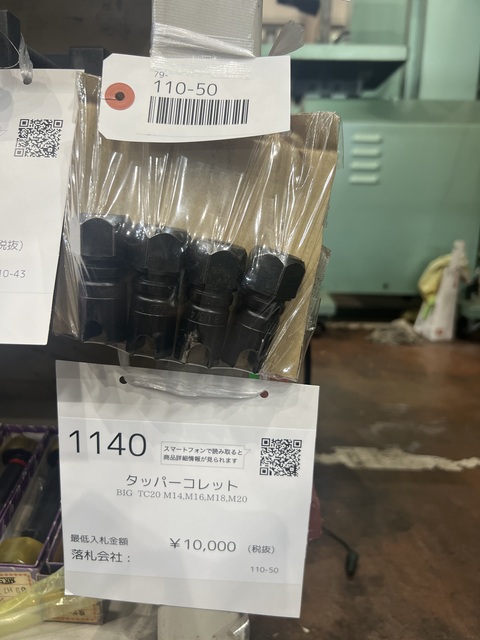 79-
110-50
税抜）
10-43
1140
スマートフォンで読み取ると
商品詳細情報が見られます
タッパーコレット
BIG TC20 M14,M16,M18,M20
最低入札金額 ￥10,000 （税抜）
落札会社：
110-50